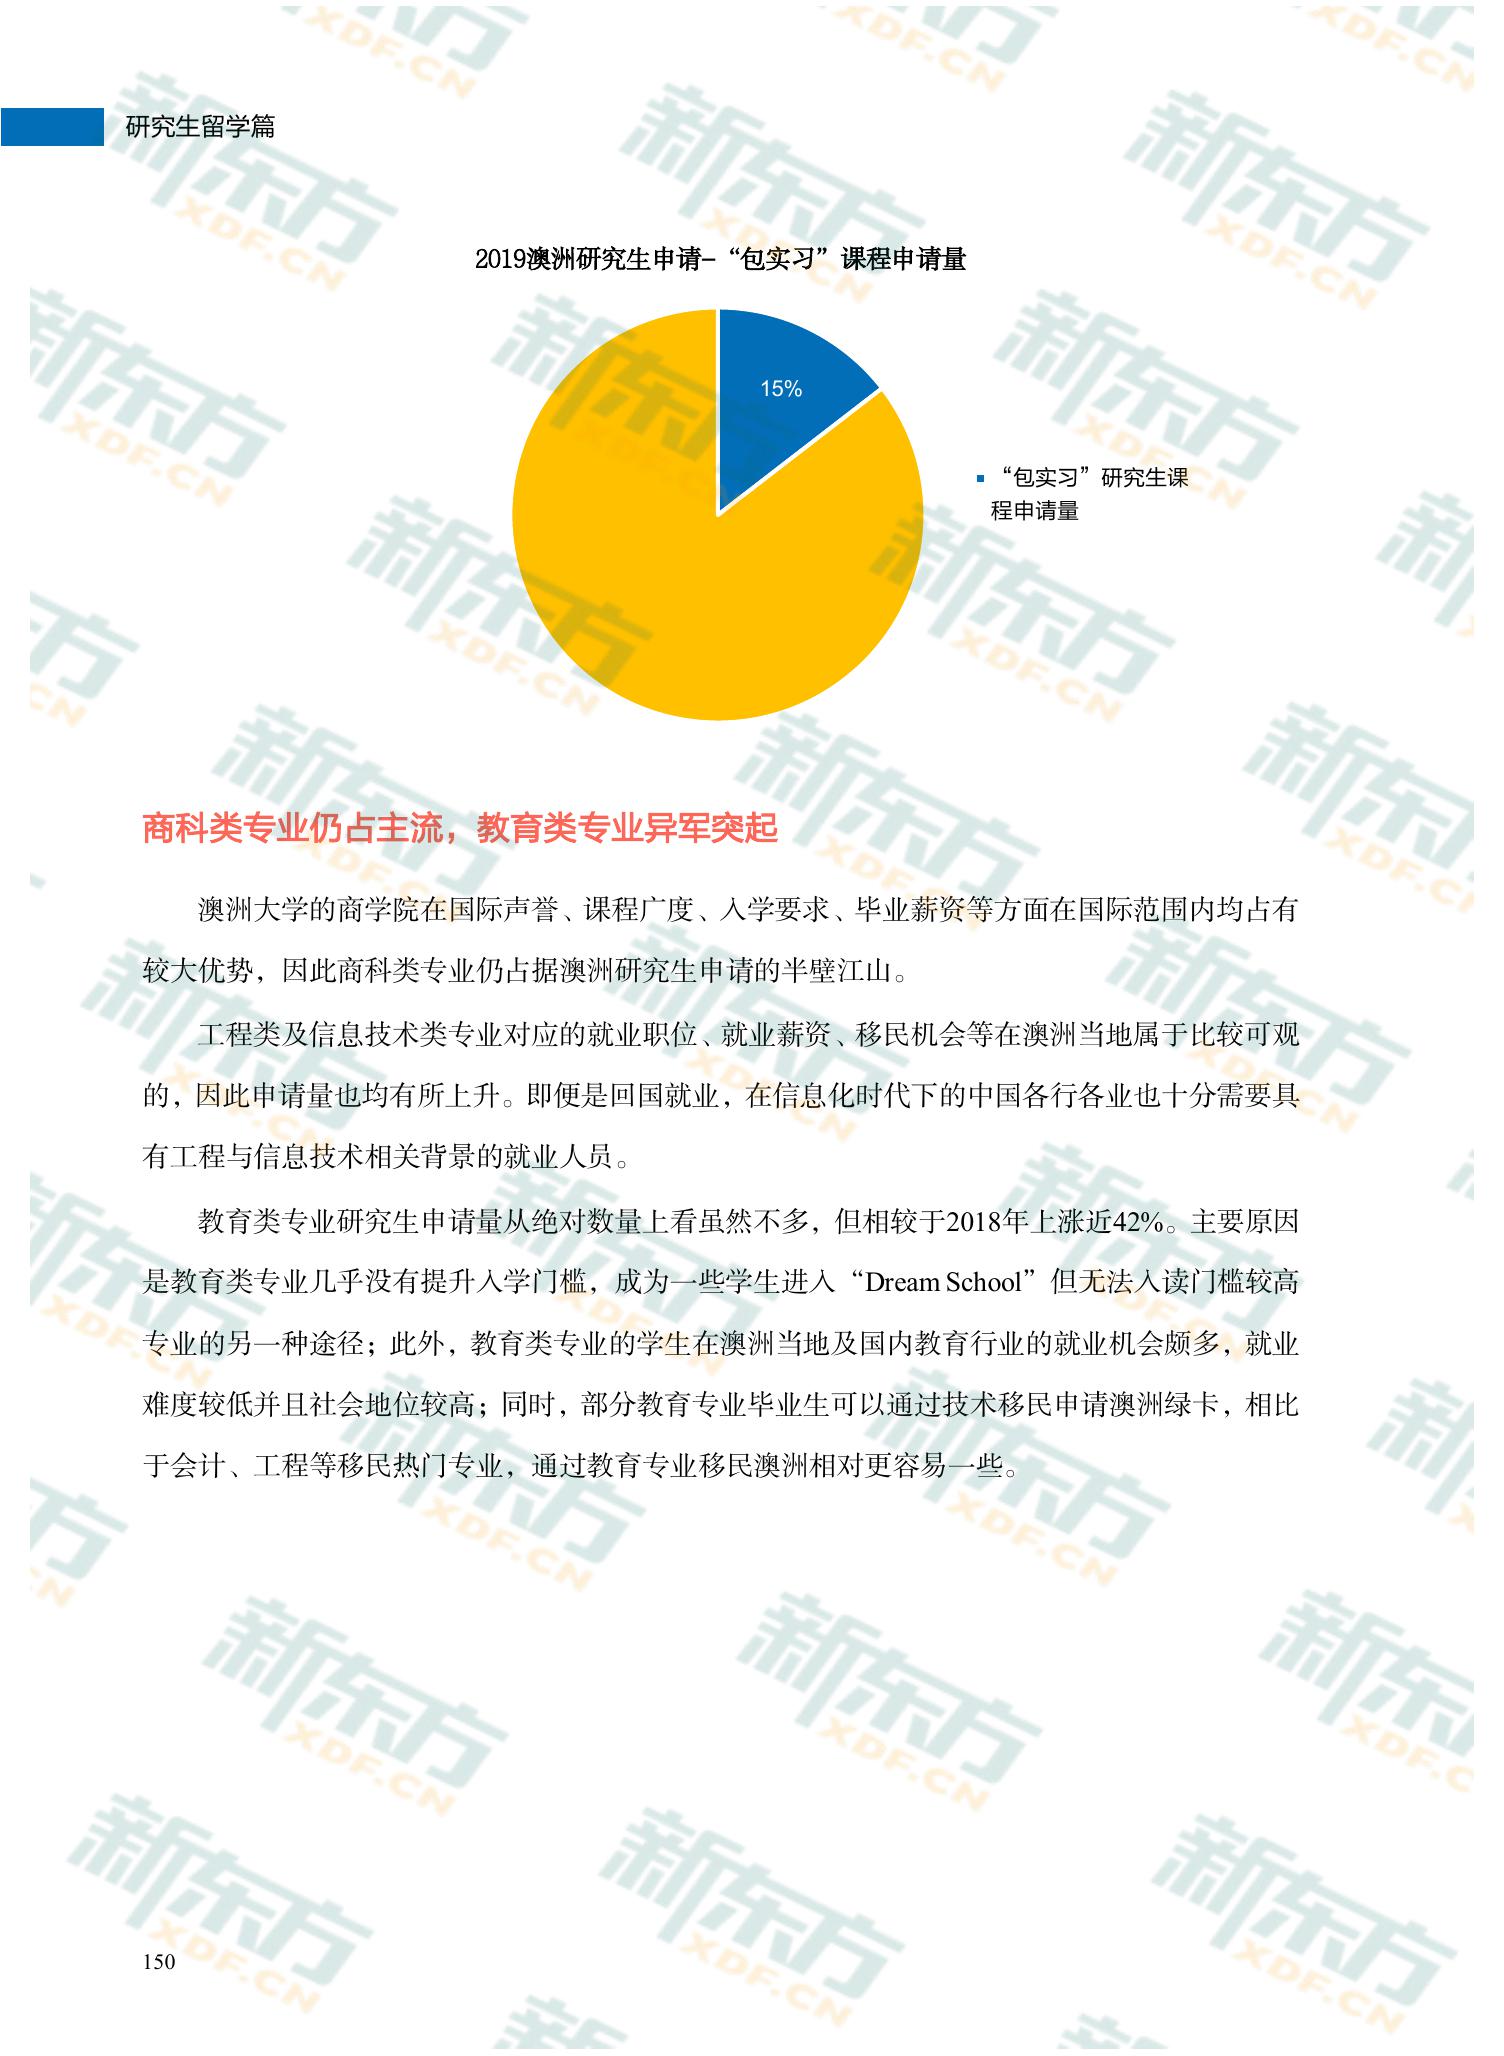 研究生留学篇
2019澳洲研究生申请–“包实习”课程申请量
15%
“包实习”研究生课
程申请量
商科类专业仍占主流，教育类专业异军突起
澳洲大学的商学院在国际声誉、课程广度、入学要求、毕业薪资等方面在国际范围内均占有
较大优势，因此商科类专业仍占据澳洲研究生申请的半壁江山。
工程类及信息技术类专业对应的就业职位、就业薪资、移民机会等在澳洲当地属于比较可观
的，因此申请量也均有所上升。即便是回国就业，在信息化时代下的中国各行各业也十分需要具
有工程与信息技术相关背景的就业人员。
教育类专业研究生申请量从绝对数量上看虽然不多，但相较于2018年上涨近42%。主要原因
是教育类专业几乎没有提升入学门槛，成为一些学生进入“Dream School”但无法入读门槛较高
专业的另一种途径；此外，教育类专业的学生在澳洲当地及国内教育行业的就业机会颇多，就业
难度较低并且社会地位较高；同时，部分教育专业毕业生可以通过技术移民申请澳洲绿卡，相比
于会计、工程等移民热门专业，通过教育专业移民澳洲相对更容易一些。
150
新东方
XDF.CN